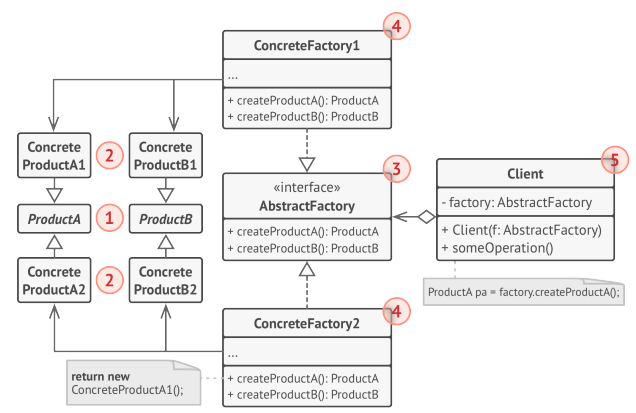 4
ConcreteFactory1
...
+ createProductA(): ProductA
+ createProductB(): ProductB
Concrete
ProductA1
2
Concrete
ProductB1
3
«interface»
AbstractFactory
+ createProductA(): ProductA
+ createProductB(): ProductB
5
Client
- factory: AbstractFactory
+ Client(f: AbstractFactory)
+ someOperation()
ProductA
1
ProductB
Concrete
ProductA2
2
Concrete
ProductB2
ProductA pa = factory.createProductA();
4
ConcreteFactory2
...
+ createProductA(): ProductA
+ createProductB(): ProductB
return new
ConcreteProductA1();